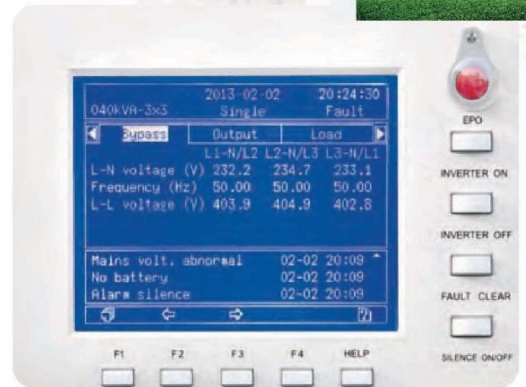 2013-02-02 20:24:30
040kVA-3x3 Single Fault
Bypass Output Load
L1-N/L2 L2-N/L3 L3-N/L1
L-N voltage (V) 232.2 234.7 233.1
Frequency (Hz) 50.00 50.00 50.00
L-L voltage (V) 403.9 404.9 402.8
Mains volt. abnormal 02-02 20:09
No battery 02-02 20:09
Alarm silence 02-02 20:09
F1 F2 F3 F4 HELP
EPO
INVERTER ON
INVERTER OFF
FAULT CLEAR
SILENCE ON/OFF